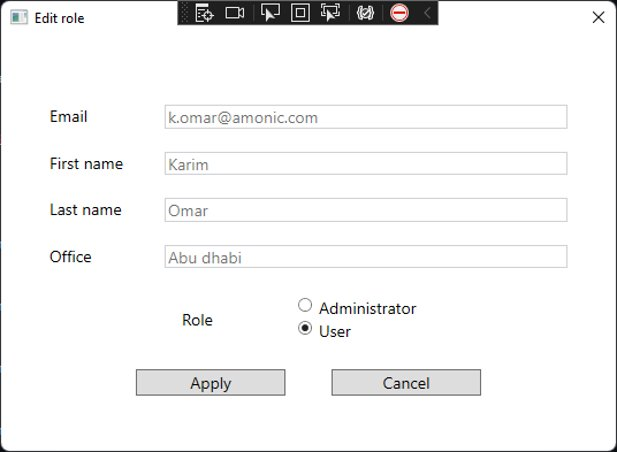 Edit role
Email k.omar@amonic.com
First name Karim
Last name Omar
Office Abu dhabi
Role
Administrator
User
Apply Cancel